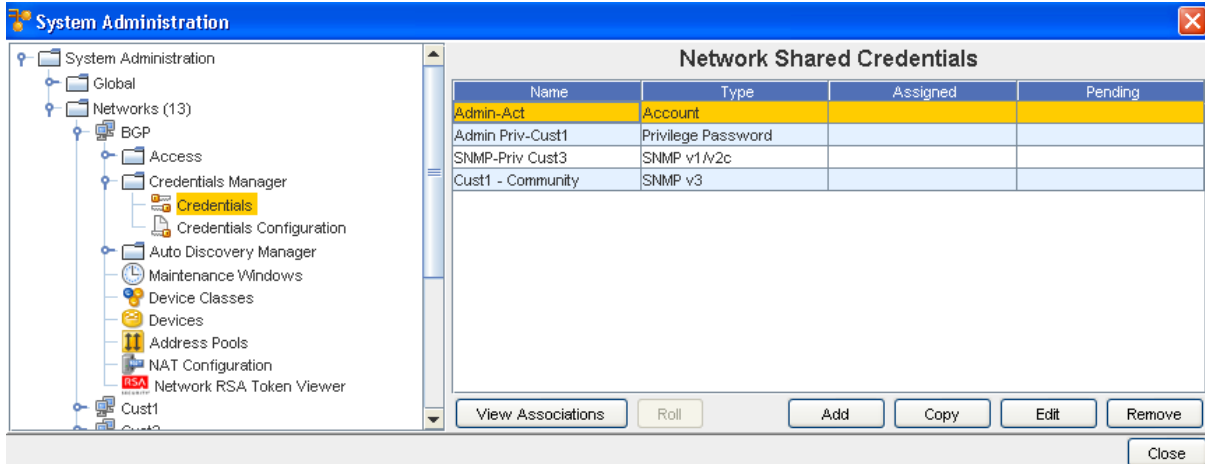 System Administration
System Administration
Global
Networks (13)
BGP
Access
Credentials Manager
Credentials
Credentials Configuration
Auto Discovery Manager
Maintenance Windows
Device Classes
Devices
Address Pools
NAT Configuration
RSA Network RSA Token Viewer
Cust1
Network Shared Credentials
Name Type Assigned Pending
Admin-Act Account
Admin Priv-Cust1 Privilege Password
SNMP-Priv Cust3 SNMP v1/v2c
Cust1 - Community SNMP v3
View Associations Roll Add Copy Edit Remove
Close